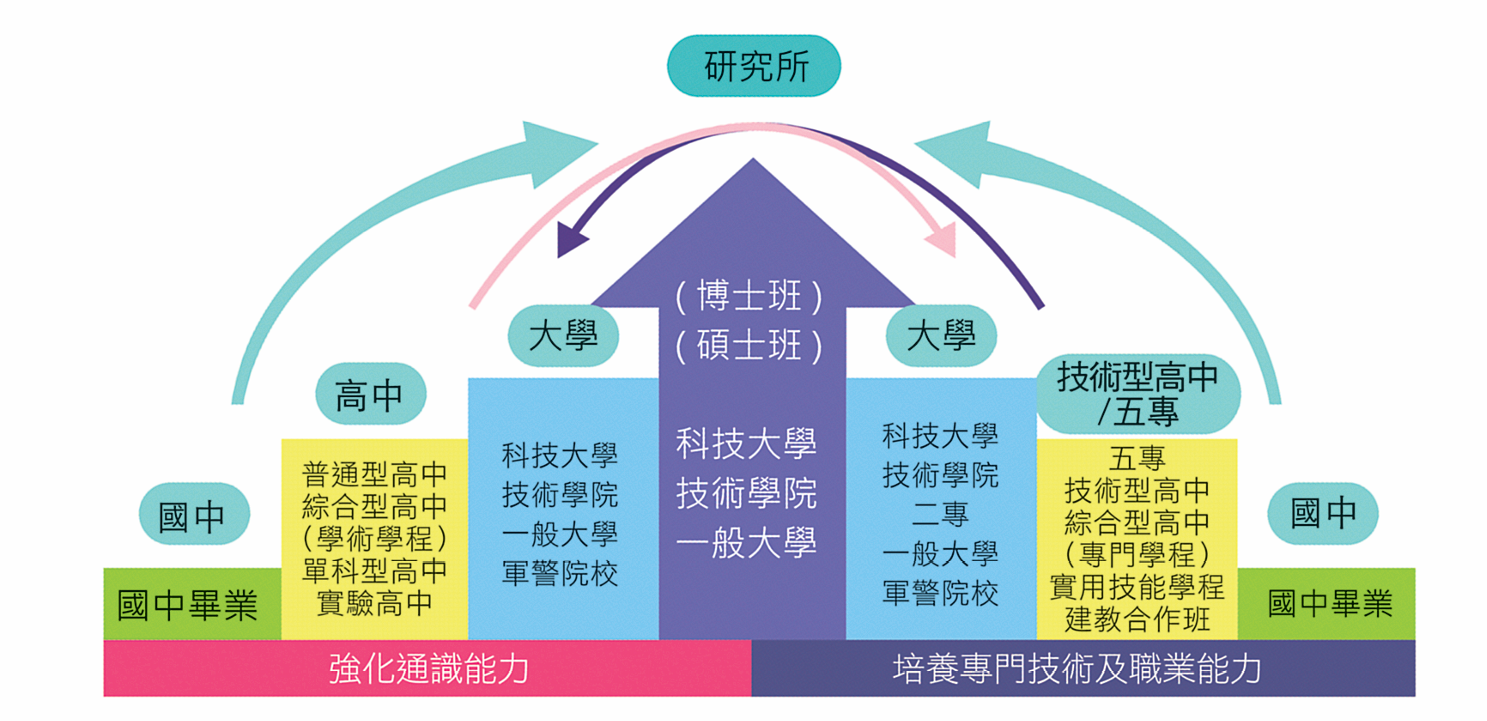 研究所
大學
高中
國中
國中畢業
普通型高中
綜合型高中
(學術學程)
單科型高中
實驗高中
科技大學
技術學院
一般大學
軍警院校
(博士班)
(碩士班)
科技大學
技術學院
一般大學
大學
科技大學
技術學院
二專
一般大學
軍警院校
技術型高中
/五專
五專
技術型高中
綜合型高中
(專門學程)
實用技能學程
建教合作班
國中
國中畢業
強化通識能力
培養專門技術及職業能力